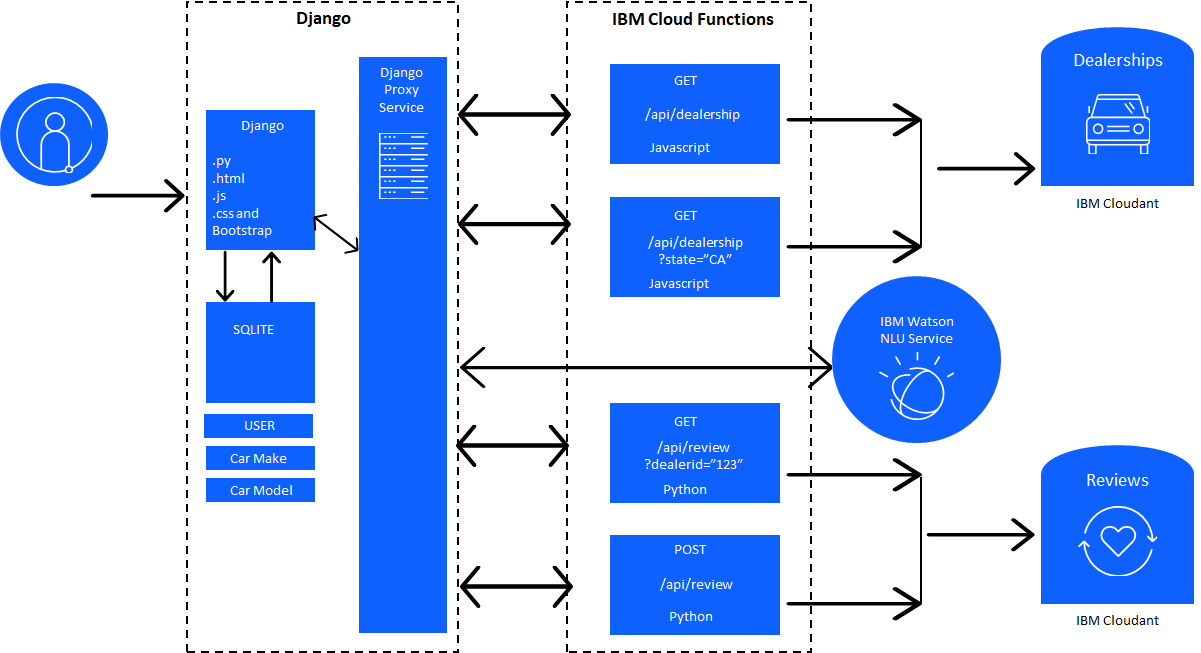 Django
IBM Cloud Functions
Django
.py
.html
.js
.css and
Bootstrap
SQLITE
USER
Car Make
Car Model
Django
Proxy
Service
GET
/api/dealership
Javascript
GET
/api/dealership
?state=”CA”
Javascript
GET
/api/review
?dealerid=”123”
Python
POST
/api/review
Python
IBM Watson
NLU Service
Dealerships
IBM Cloudant
Reviews
IBM Cloudant